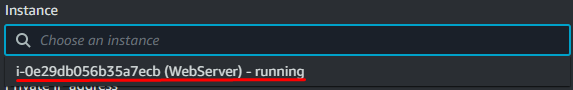 Instance
Choose an instance
i-0e29db056b35a7ecb (WebServer) - running
Private IP address